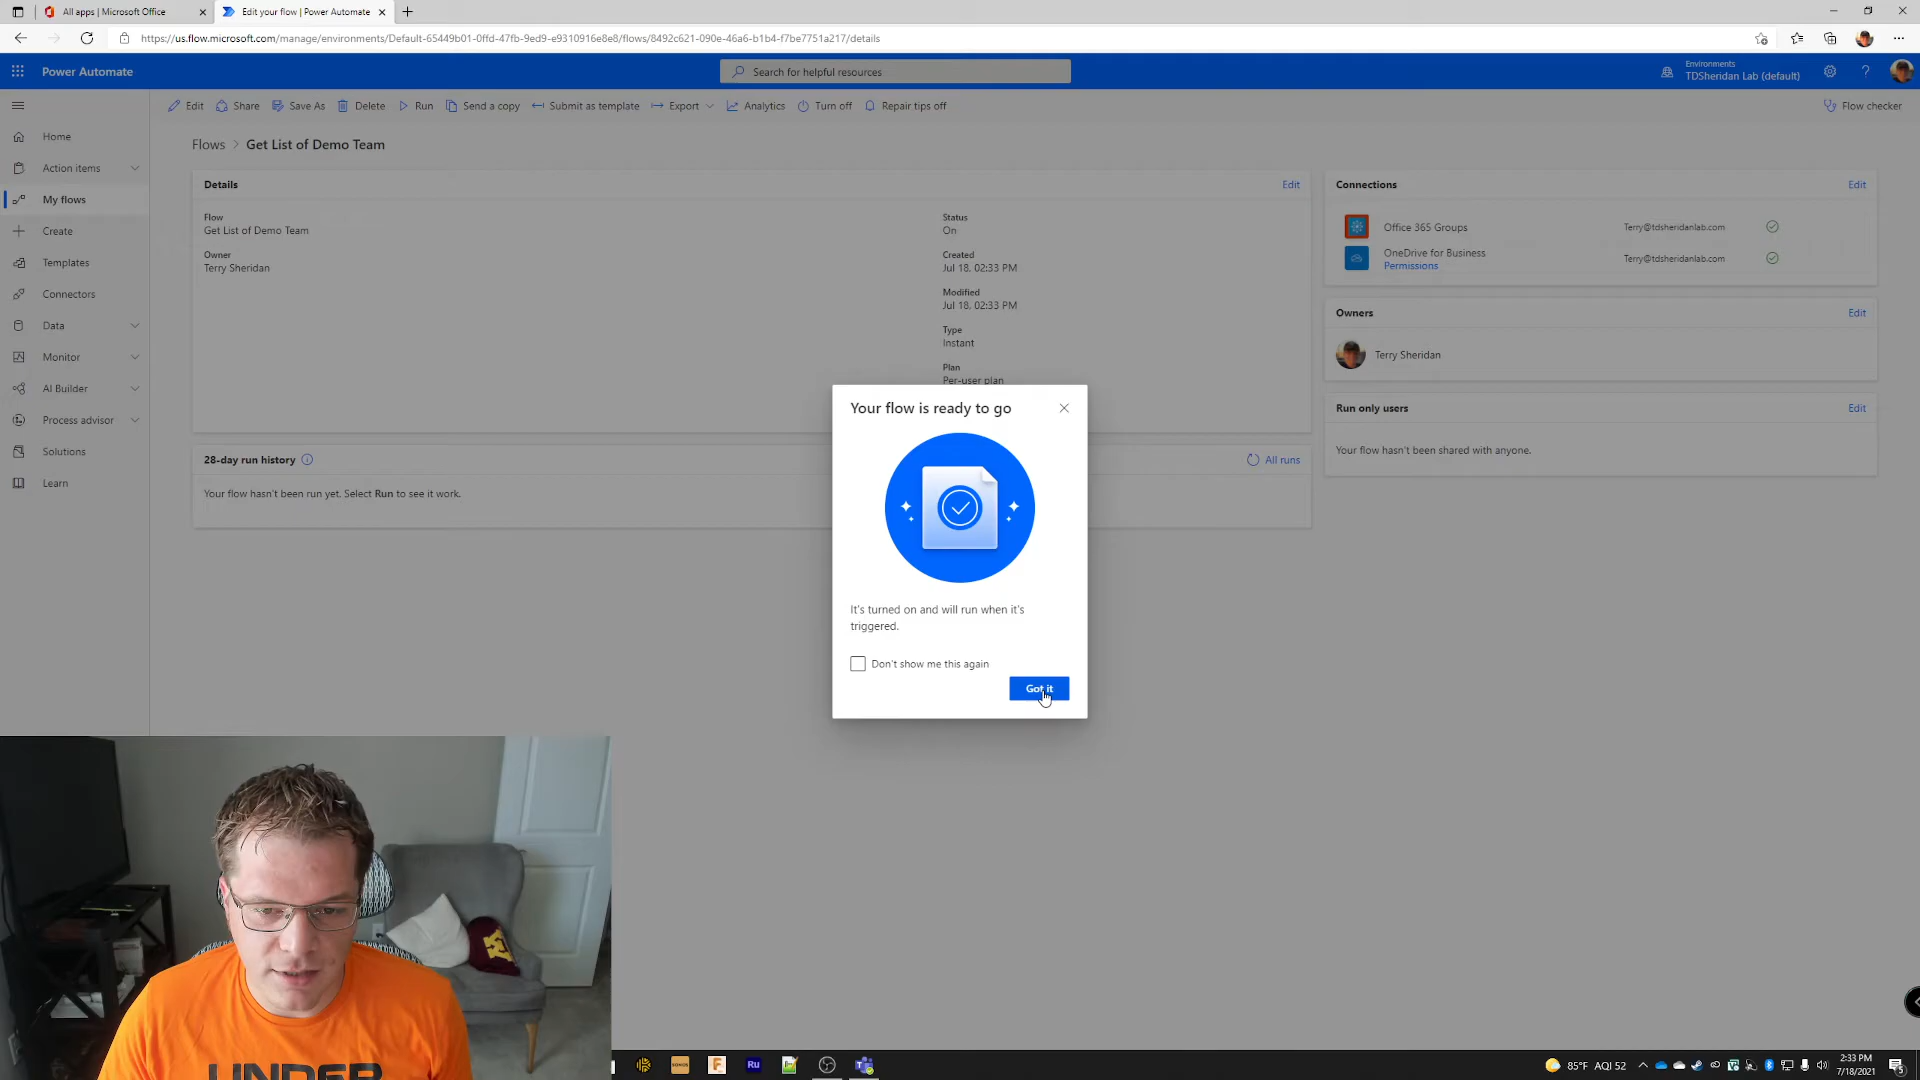 All apps | Microsoft Office
Edit your flow | Power Automate
https://us.flow.microsoft.com/manage/environments/Default-65449b01-0ffd-47fb-9ed9-e9310916e8e8/flows/8492c621-090e-46a6-b1b4-f7be7751a217/details
Power Automate
Search for helpful resources
Environments
TDSheridan Lab (default)
Edit Share Save As Delete Run Send a copy Submit as template Export Analytics Turn off Repair tips off Flow checker
Home
Action items
My flows
Create
Templates
Connectors
Data
Monitor
AI Builder
Process advisor
Solutions
Learn
Flows > Get List of Demo Team
Details Edit
Flow
Get List of Demo Team
Owner
Terry Sheridan
Status
On
Created
Jul 18, 02:33 PM
Modified
Jul 18, 02:33 PM
Type
Instant
Plan
Per-user plan
28-day run history
All runs
Your flow hasn't been run yet. Select Run to see it work.
Connections Edit
Office 365 Groups Terry@tdsheridanlab.com
OneDrive for Business Terry@tdsheridanlab.com
Permissions
Owners Edit
Terry Sheridan
Run only users Edit
Your flow hasn't been shared with anyone.
Your flow is ready to go
It's turned on and will run when it's
triggered.
Don't show me this again
Got it
UNDER
Ru
85°F AQI 52
2:33 PM
7/18/2021